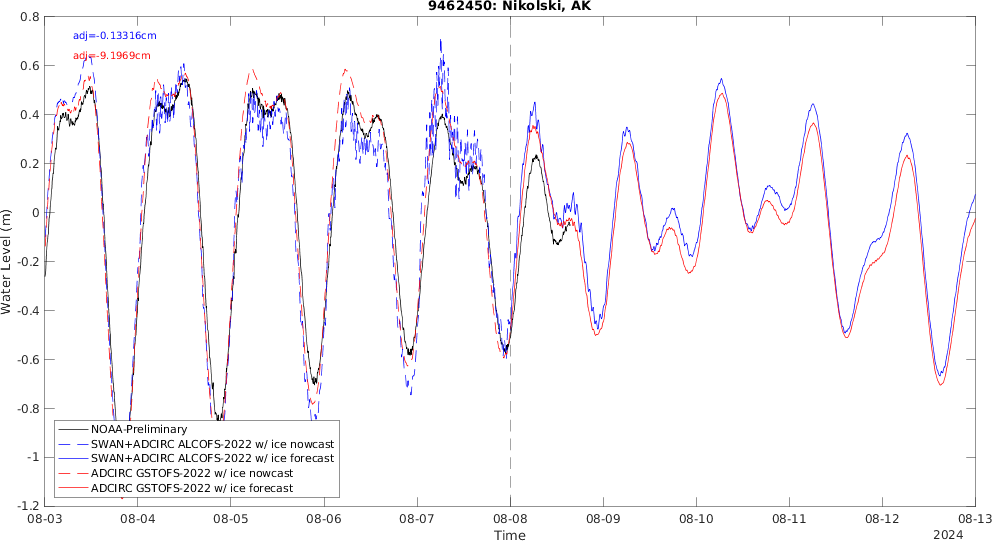 9462450: Nikolski, AK
adj=-0.13316cm
adj=-9.1969cm
0.8
0.6
0.4
0.2
0
-0.2
-0.4
-0.6
-0.8
-1
-1.2
Water Level (m)
NOAA-Preliminary
SWAN+ADCIRC ALCOFS-2022 w/ ice nowcast
SWAN+ADCIRC ALCOFS-2022 w/ ice forecast
ADCIRC GSTOFS-2022 w/ ice nowcast
ADCIRC GSTOFS-2022 w/ ice forecast
08-03 08-04 08-05 08-06 08-07 08-08 08-09 08-10 08-11 08-12 08-13
Time
2024